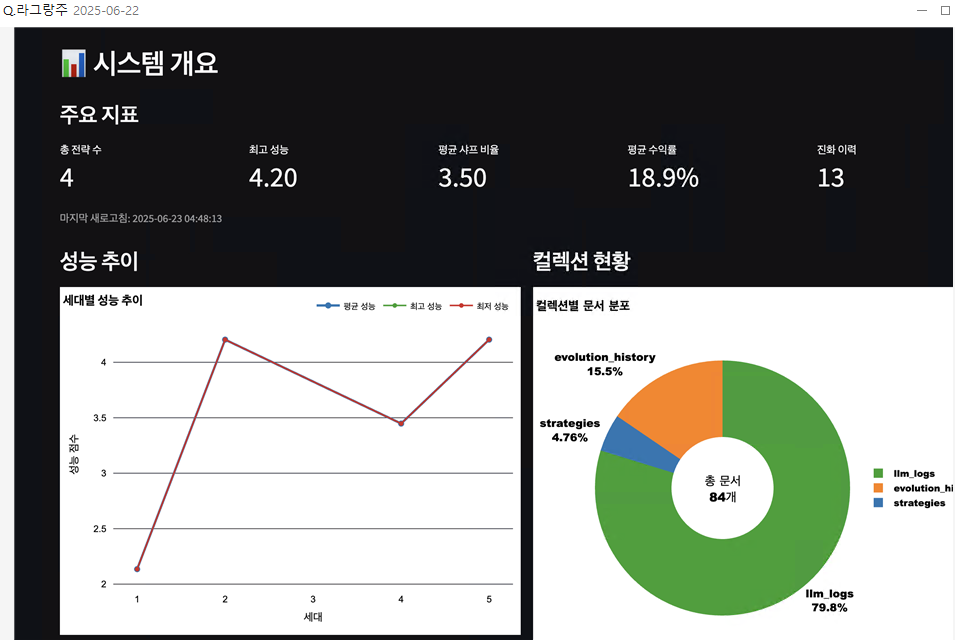 Q.라그랑주 2025-06-22
시스템 개요
주요 지표
총 전략 수
최고 성능
평균 샤프 비율
평균 수익률
진화 이력
4
4.20
3.50
18.9%
13
마지막 새로고침: 2025-06-23 04:48:13
성능 추이
컬렉션 현황
세대별 성능 추이
평균 성능
최고 성능
최저 성능
4
3.5
3
2.5
2
성능 점수
1
2
3
4
5
세대
컬렉션별 문서 분포
evolution_history
15.5%
strategies
4.76%
총 문서
84개
llm_logs
79.8%
llm_logs
evolution_hi
strategies